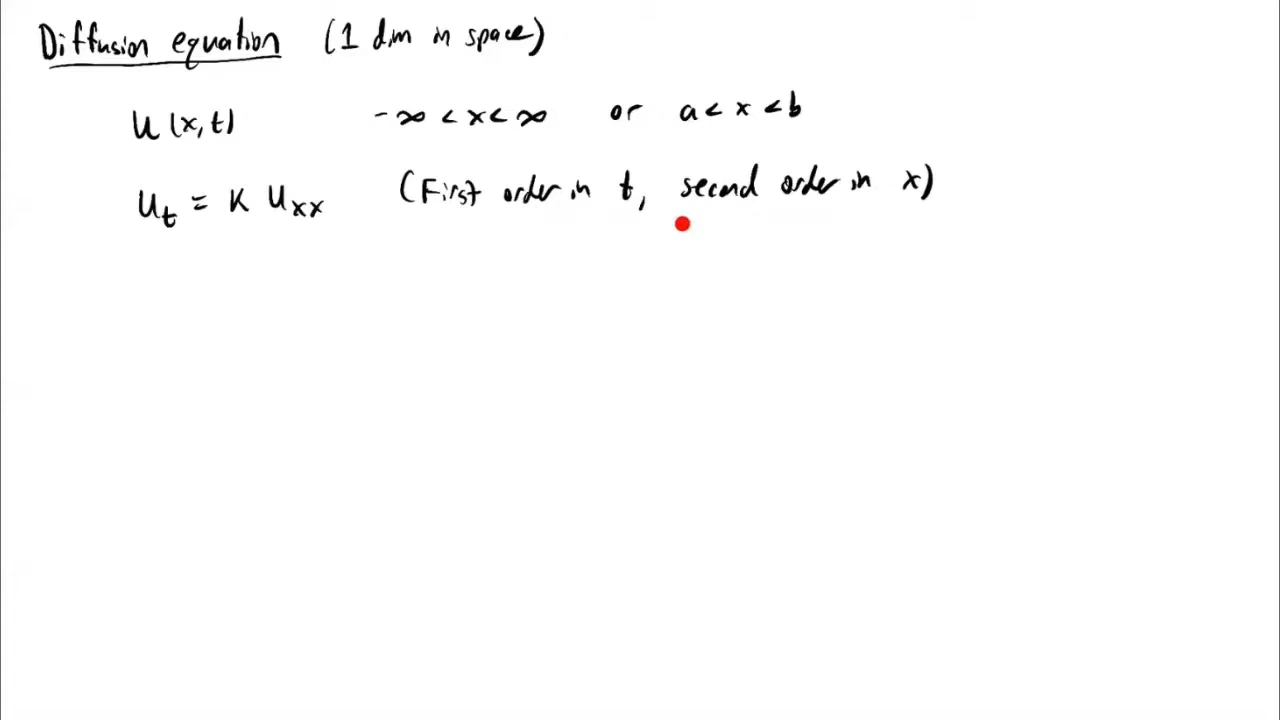 Diffusion equation (1 dim in space)
u(x,t) -∞ < x < ∞ or a < x < b
u_t = K u_xx (First order in t, second order in x)